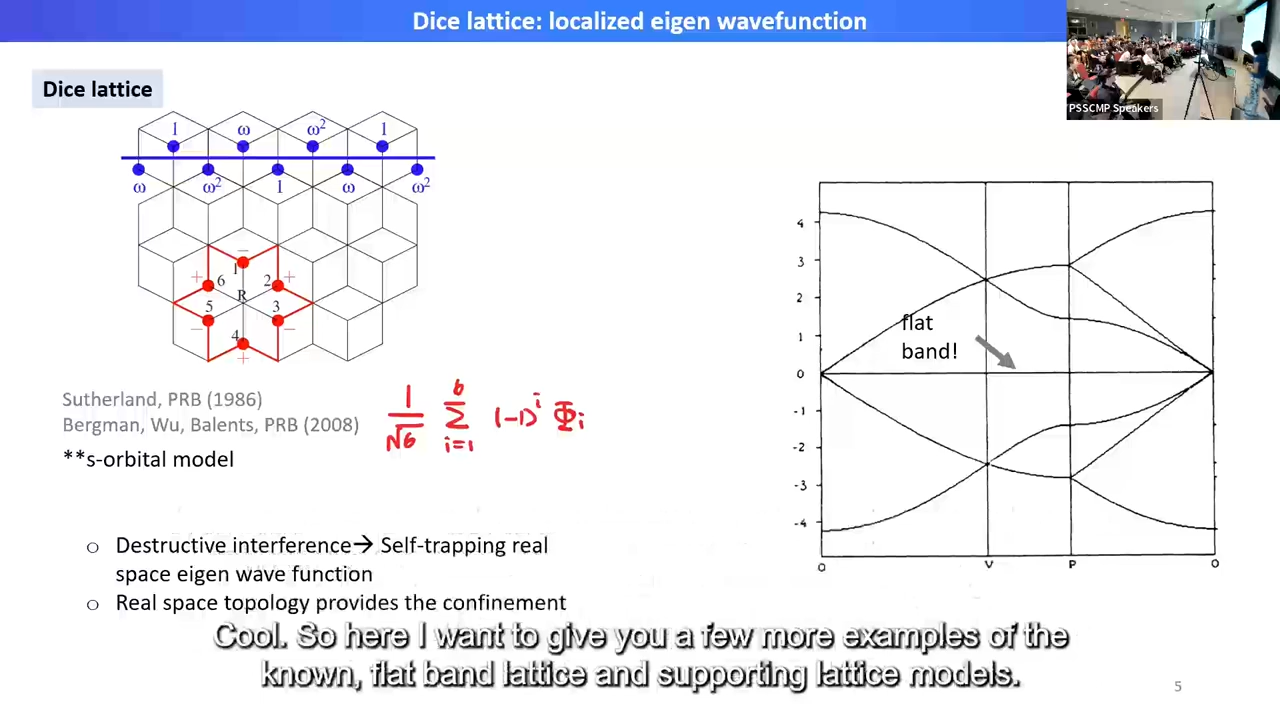 Dice lattice: localized eigen wavefunction
YPSSCMP Speakers
Dice lattice
1 ω ω² 1
ω ω² 1 ω ω²
− 1
+ 6 2 +
R
5 3
− −
4
+
Sutherland, PRB (1986)
Bergman, Wu, Balents, PRB (2008)
**s-orbital model
1/√6 6 Σ i=1 (-1)^i Φi
○ Destructive interference→ Self-trapping real
space eigen wave function
○ Real space topology provides the confinement
4
3
2
1
0
-1
-2
-3
-4
flat
band!
O V P O
Cool. So here I want to give you a few more examples of the
known, flat band lattice and supporting lattice models.
5